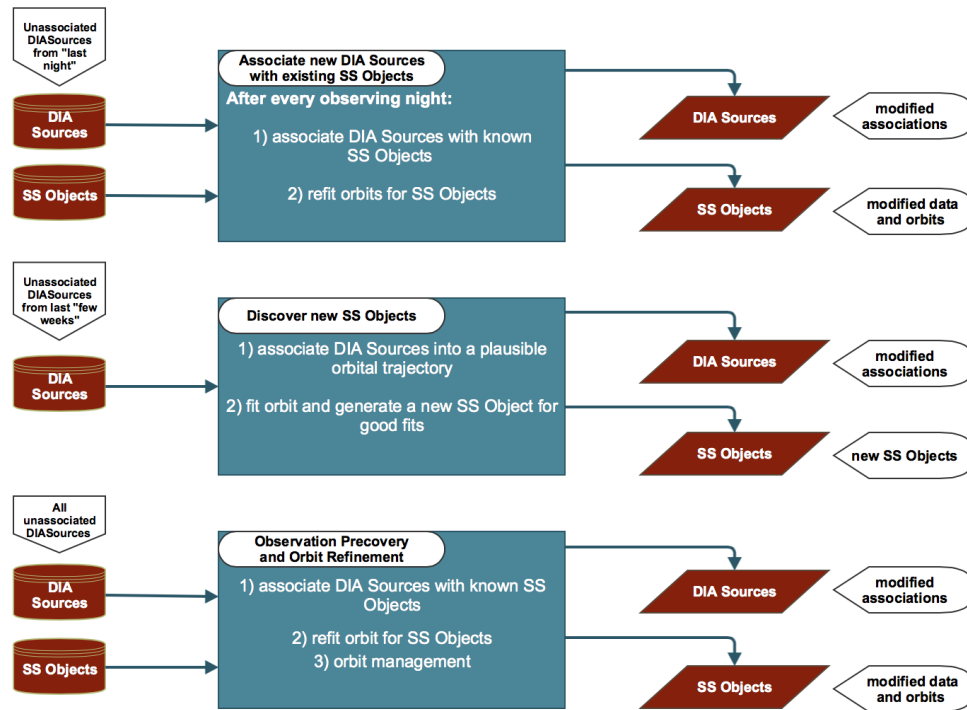 Unassociated
DIASources
from "last
night"
DIA
Sources
SS Objects
Associate new DIA Sources
with existing SS Objects
After every observing night:
1) associate DIA Sources with known
SS Objects
2) refit orbits for SS Objects
DIA Sources
modified
associations
SS Objects
modified data
and orbits
Unassociated
DIASources
from last "few
weeks"
DIA
Sources
Discover new SS Objects
1) associate DIA Sources into a plausible
orbital trajectory
2) fit orbit and generate a new SS Object for
good fits
DIA Sources
modified
associations
SS Objects
new SS Objects
All
unassociated
DIASources
DIA
Sources
SS Objects
Observation Precovery
and Orbit Refinement
1) associate DIA Sources with known SS
Objects
2) refit orbit for SS Objects
3) orbit management
DIA Sources
modified
associations
SS Objects
modified data
and orbits